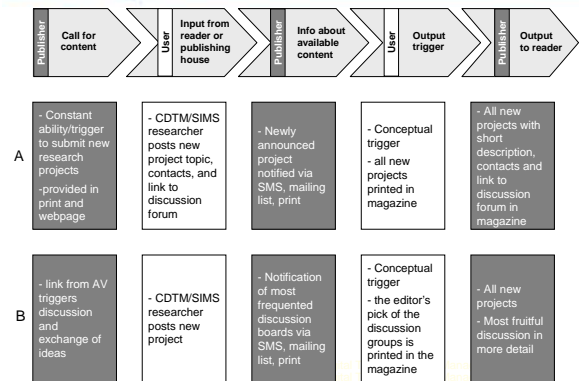 Publisher
Call for
content
User
Input from
reader or
publishing
house
Publisher
Info about
available
content
User
Output
trigger
Publisher
Output
to reader
A
- Constant
ability/trigger
to submit new
research
projects
-provided in
print and
webpage
- CDTM/SIMS
researcher
posts new
project topic,
contacts, and
link to
discussion
forum
- Newly
announced
project
notified via
SMS, mailing
list, print
- Conceptual
trigger
- all new
projects
printed in
magazine
- All new
projects with
short
description,
contacts and
link to
discussion
forum in
magazine
B
- link from AV
triggers
discussion
and
exchange of
ideas
- CDTM/SIMS
researcher
posts new
project
- Notification
of most
frequented
discussion
boards via
SMS, mailing
list, print
- Conceptual
trigger
- the editor's
pick of the
discussion
groups is
printed in the
magazine
- All new
projects
- Most fruitful
discussion in
more detail